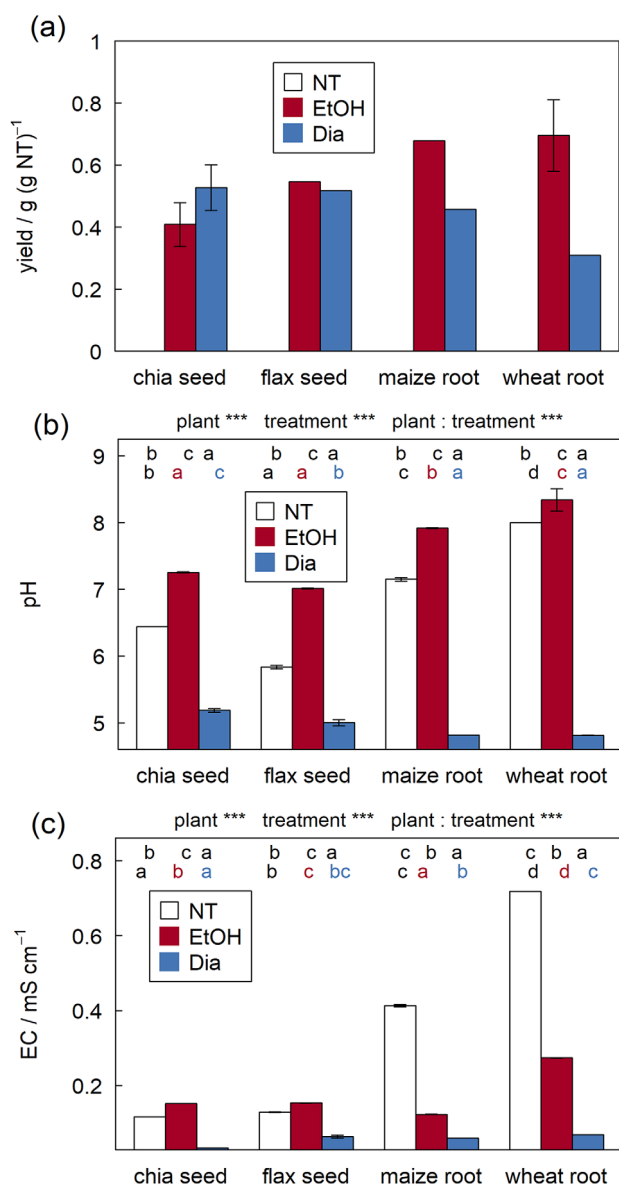 (a)
1
0.8
0.6
0.4
0.2
0
yield / g (g NT)⁻¹
NT
EtOH
Dia
chia seed flax seed maize root wheat root
(b)
plant *** treatment *** plant : treatment ***
b c a b c a b c a b c a
b a c a a b c b a d c a
9
8
7
6
5
pH
NT
EtOH
Dia
chia seed flax seed maize root wheat root
(c)
plant *** treatment *** plant : treatment ***
b c a b c a c b a c b a
a b a b c bc c a b d d c
0.8
0.6
0.4
0.2
EC / mS cm⁻¹
NT
EtOH
Dia
chia seed flax seed maize root wheat root